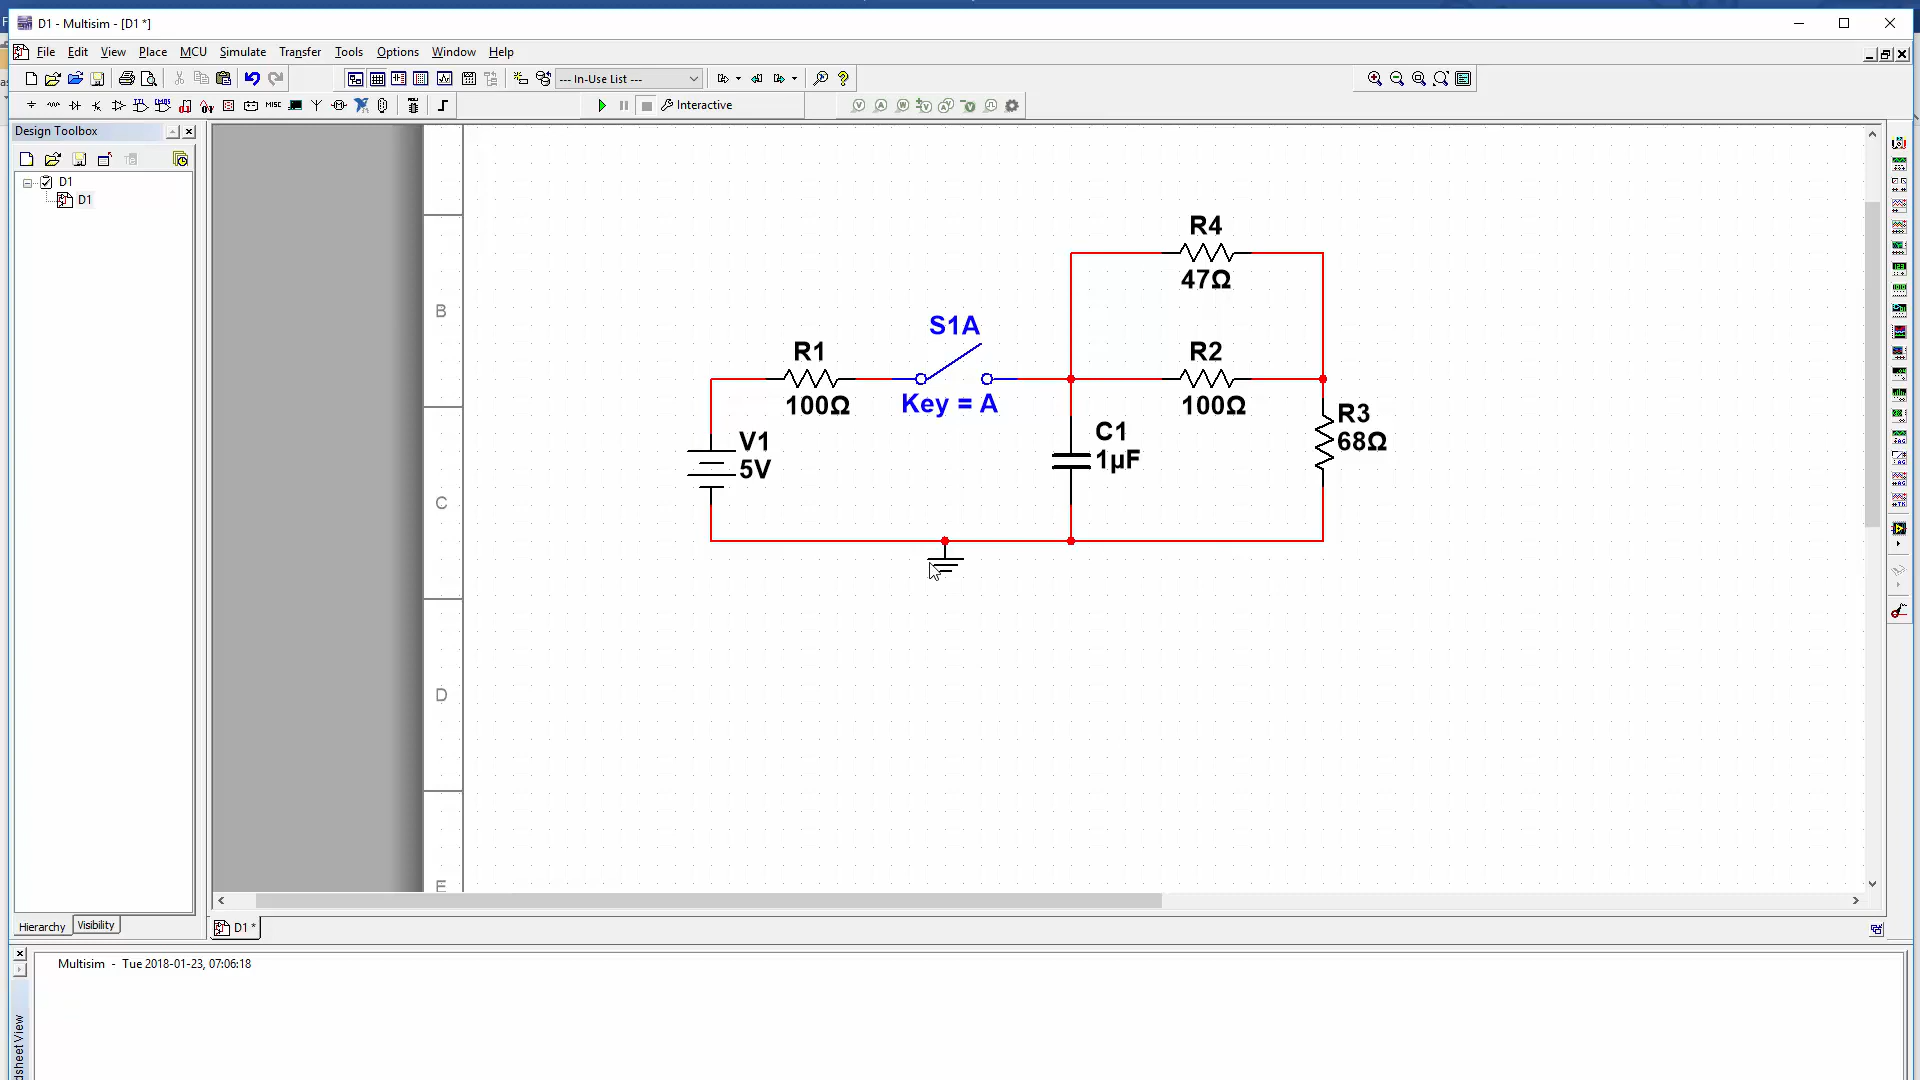 D1 - Multisim - [D1 *]
File Edit View Place MCU Simulate Transfer Tools Options Window Help
--- In-Use List ---
Interactive
Design Toolbox
D1
D1
R4
47Ω
B
S1A
R1
R2
100Ω
Key = A
100Ω
R3
68Ω
V1
5V
C1
1µF
C
D
E
Hierarchy Visibility
D1 *
Multisim - Tue 2018-01-23, 07:06:18
dsheet View